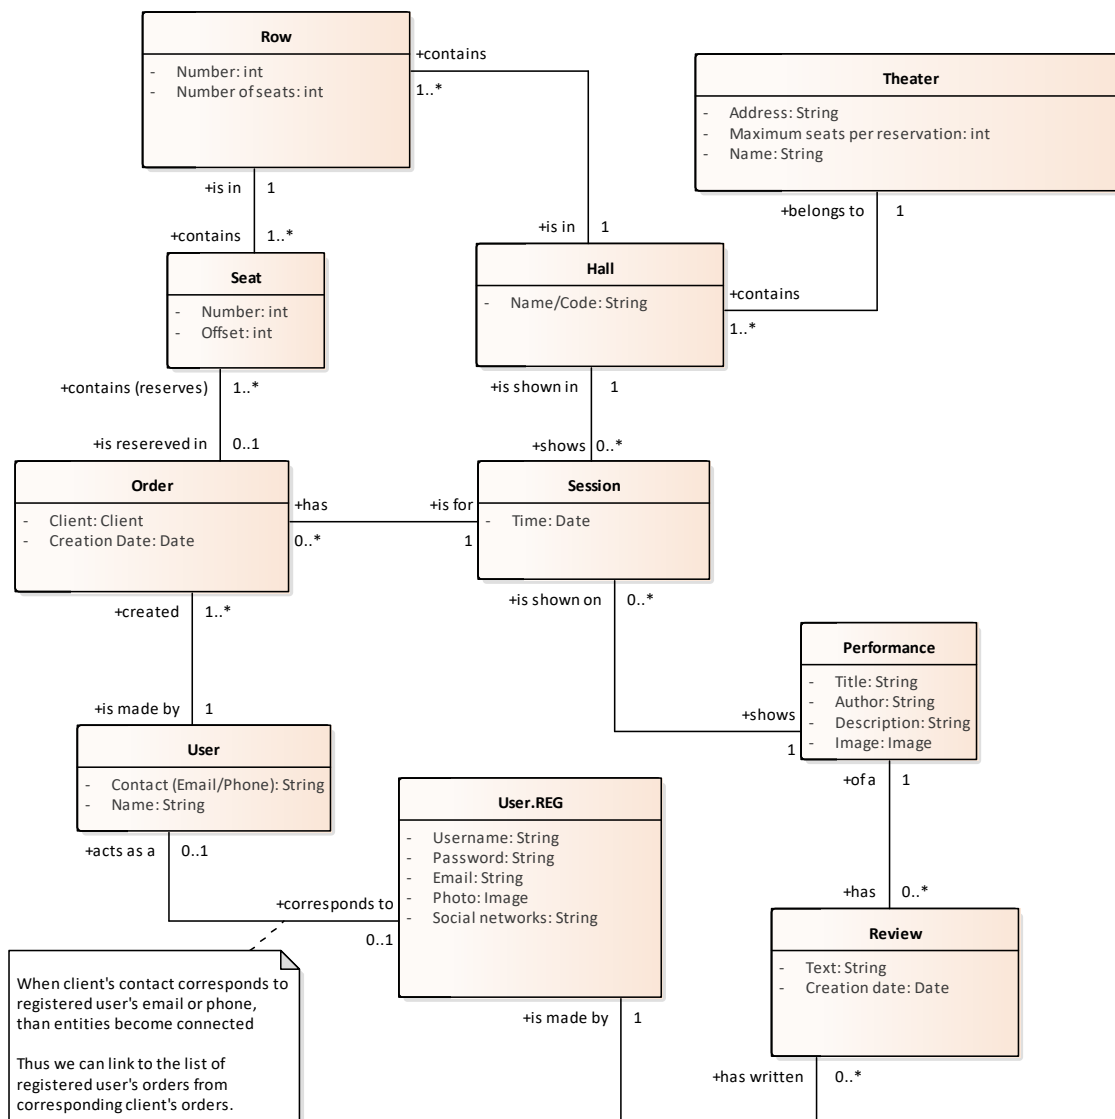 Row
- Number: int
- Number of seats: int
+contains
1..*
Theater
- Address: String
- Maximum seats per reservation: int
- Name: String
+is in 1
+contains 1..*
+belongs to 1
+is in 1
Seat
- Number: int
- Offset: int
Hall
- Name/Code: String
+contains
1..*
+contains (reserves) 1..*
+is resereved in 0..1
+is shown in 1
+shows 0..*
Order
- Client: Client
- Creation Date: Date
+has
0..*
+is for
1
Session
- Time: Date
+created 1..*
+is made by 1
+is shown on 0..*
+shows
1
Performance
- Title: String
- Author: String
- Description: String
- Image: Image
User
- Contact (Email/Phone): String
- Name: String
+acts as a 0..1
+corresponds to
0..1
User.REG
- Username: String
- Password: String
- Email: String
- Photo: Image
- Social networks: String
+of a 1
+has 0..*
Review
- Text: String
- Creation date: Date
When client's contact corresponds to
registered user's email or phone,
than entities become connected
Thus we can link to the list of
registered user's orders from
corresponding client's orders.
+is made by 1
+has written 0..*